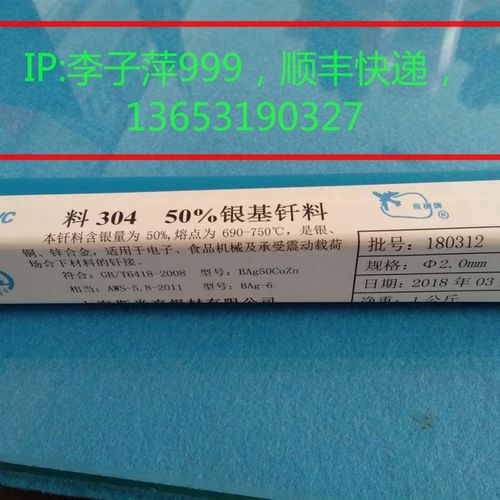 IP:李子萍999，顺丰快递，
13653190327
料 304 50%银基钎料
本钎料含银量为 50%,熔点为 690-750℃，是银、
铜、锌合金，适用于电子、食品机械及承受震动载荷
场合下材料的钎接。
符合：GB/T6418-2008 型号：BAg50CuZn
相当：AWS-5.8-2011 型号：BAg-6
®
批号：180312
规格：Φ2.0mm
日期：2018 年 03
净重：1 公斤